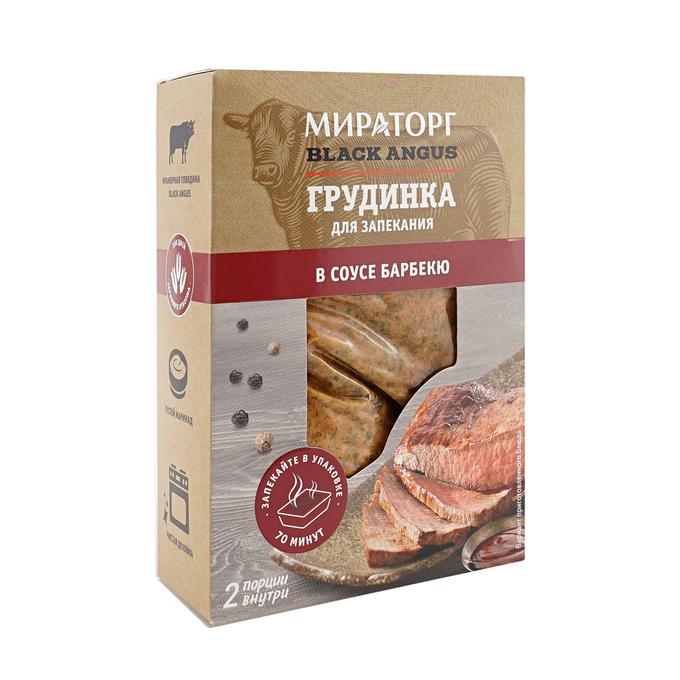 МИРАТОРГ
BLACK ANGUS
ГРУДИНКА
ДЛЯ ЗАПЕКАНИЯ
В СОУСЕ БАРБЕКЮ
ЗАПЕКАЙТЕ В УПАКОВКЕ
70 МИНУТ
2 порции
внутри
Вариант приготовленного блюда
МРАМОРНАЯ ГОВЯДИНА
BLACK ANGUS
ГУСТОЙ МАРИНАД
ЧИСТАЯ ДУХОВКА